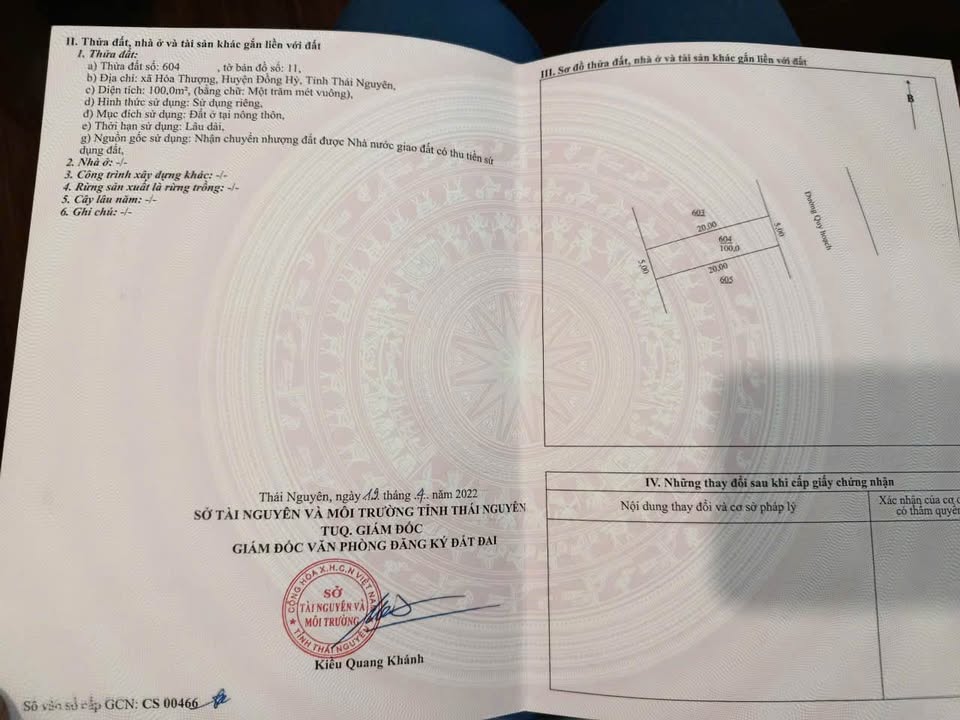 II. Thửa đất, nhà ở và tài sản khác gắn liền với đất
1. Thửa đất:
a) Thửa đất số: 604 , tờ bản đồ số: 11,
b) Địa chỉ: xã Hóa Thượng, Huyện Đồng Hỷ, Tỉnh Thái Nguyên,
c) Diện tích: 100,0m², (bằng chữ: Một trăm mét vuông),
d) Hình thức sử dụng: Sử dụng riêng,
đ) Mục đích sử dụng: Đất ở tại nông thôn,
e) Thời hạn sử dụng: Lâu dài,
g) Nguồn gốc sử dụng: Nhận chuyển nhượng đất được Nhà nước giao đất có thu tiền sử
dụng đất,
2. Nhà ở: -/-
3. Công trình xây dựng khác: -/-
4. Rừng sản xuất là rừng trồng: -/-
5. Cây lâu năm: -/-
6. Ghi chú: -/-
Thái Nguyên, ngày 19 tháng 4 năm 2022
SỞ TÀI NGUYÊN VÀ MÔI TRƯỜNG TỈNH THÁI NGUYÊN
TUQ. GIÁM ĐỐC
GIÁM ĐỐC VĂN PHÒNG ĐĂNG KÝ ĐẤT ĐAI
CỘNG HÒA X.H.C.N VIỆT NAM
SỞ
TÀI NGUYÊN VÀ
MÔI TRƯỜNG
TỈNH THÁI NGUYÊN
Kiều Quang Khánh
Số vào sổ cấp GCN: CS 00466
III. Sơ đồ thửa đất, nhà ở và tài sản khác gắn liền với đất
B
603
20,00
5,00
604
100,0
5,00
20,00
605
Đường Quy hoạch
IV. Những thay đổi sau khi cấp giấy chứng nhận
Nội dung thay đổi và cơ sở pháp lý
Xác nhận của cơ
có thẩm quyền